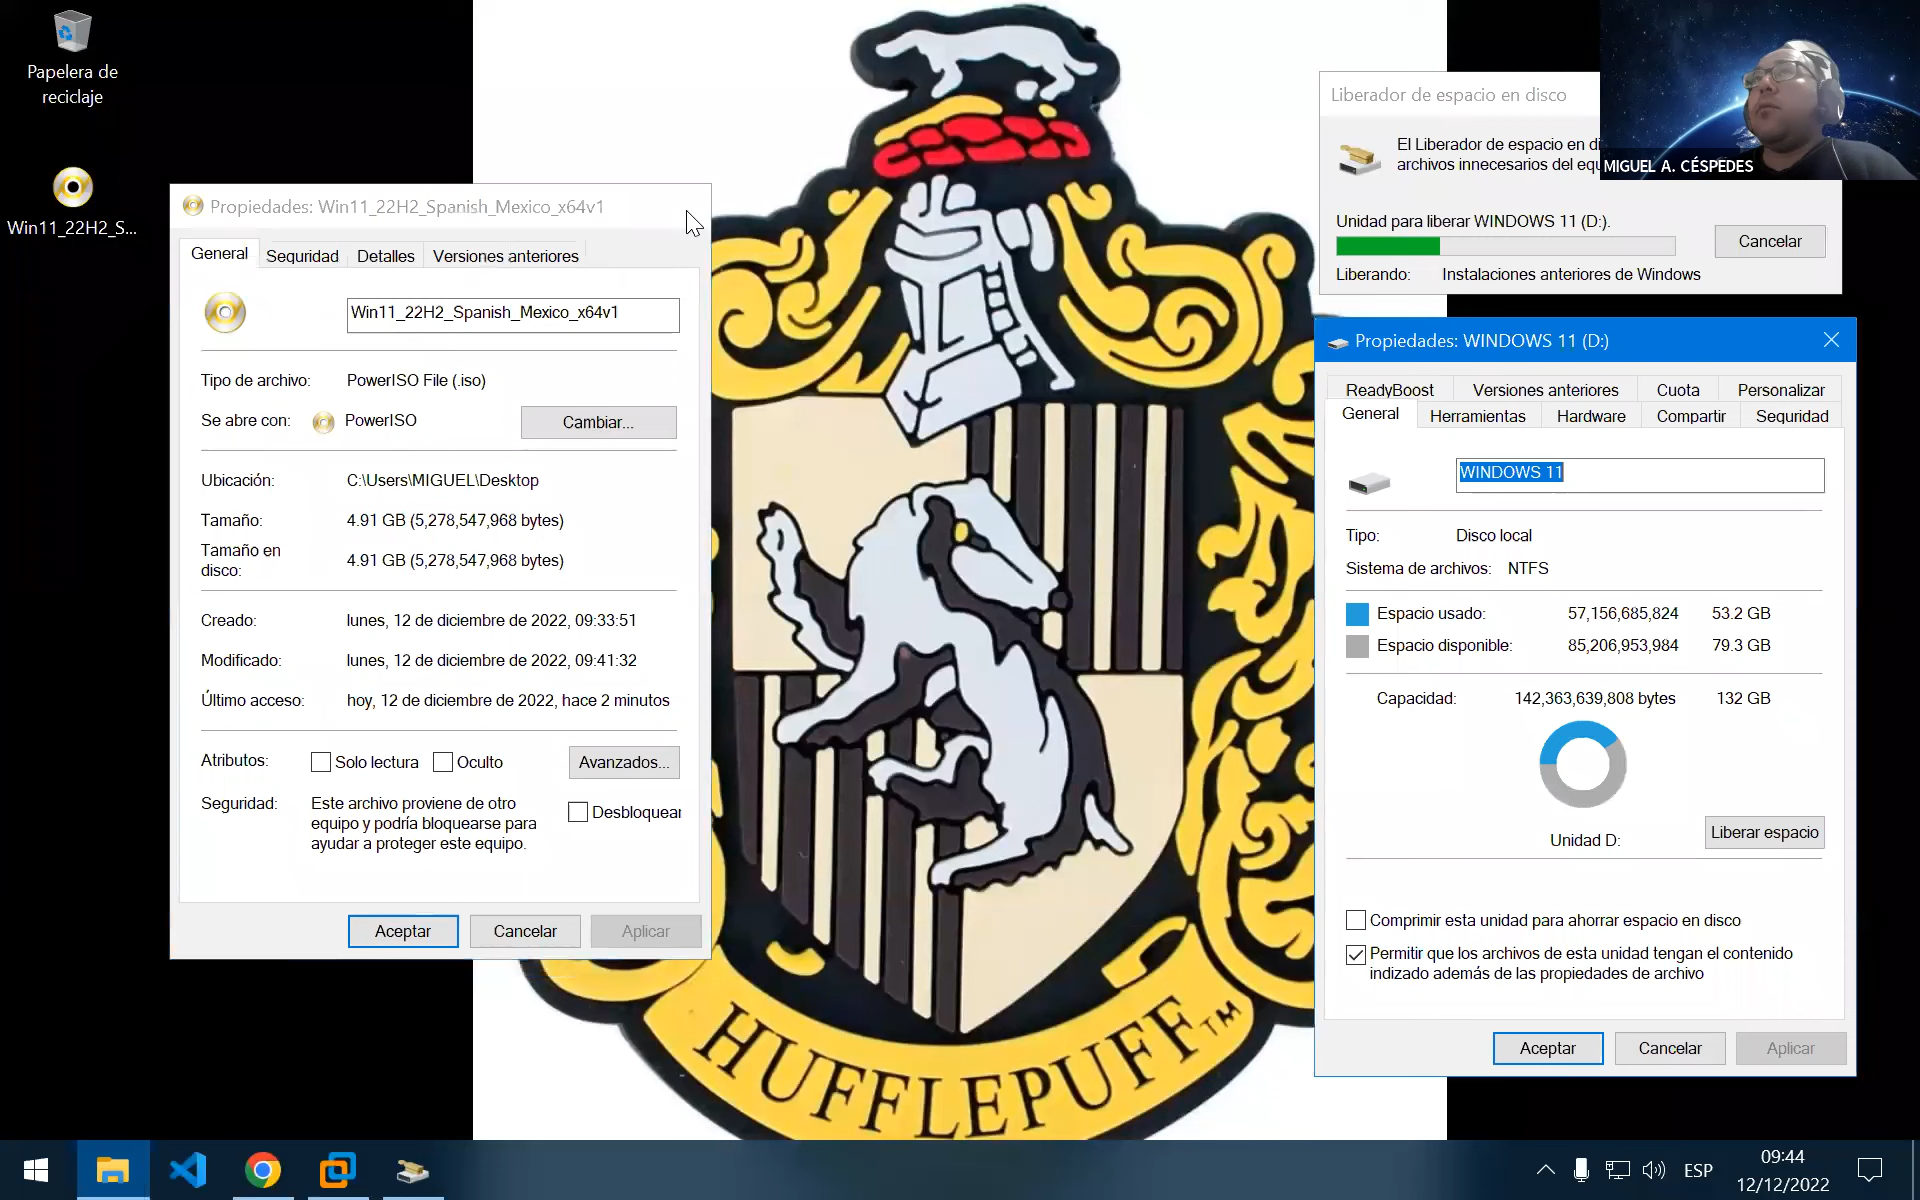 Papelera de
reciclaje
Win11_22H2_S...
Propiedades: Win11_22H2_Spanish_Mexico_x64v1
General
Seguridad
Detalles
Versiones anteriores
Win11_22H2_Spanish_Mexico_x64v1
Tipo de archivo:
PowerISO File (.iso)
Se abre con:
PowerISO
Cambiar...
Ubicación:
C:\Users\MIGUEL\Desktop
Tamaño:
4.91 GB (5,278,547,968 bytes)
Tamaño en
disco:
4.91 GB (5,278,547,968 bytes)
Creado:
lunes, 12 de diciembre de 2022, 09:33:51
Modificado:
lunes, 12 de diciembre de 2022, 09:41:32
Último acceso:
hoy, 12 de diciembre de 2022, hace 2 minutos
Atributos:
Solo lectura
Oculto
Avanzados...
Seguridad:
Este archivo proviene de otro
equipo y podría bloquearse para
ayudar a proteger este equipo.
Desbloquear
Aceptar
Cancelar
Aplicar
HUFFLEPUFF™
Liberador de espacio en disco
El Liberador de espacio en di
archivos innecesarios del equ
MIGUEL A. CÉSPEDES
Unidad para liberar WINDOWS 11 (D:).
Cancelar
Liberando:
Instalaciones anteriores de Windows
Propiedades: WINDOWS 11 (D:)
ReadyBoost
Versiones anteriores
Cuota
Personalizar
General
Herramientas
Hardware
Compartir
Seguridad
WINDOWS 11
Tipo:
Disco local
Sistema de archivos:
NTFS
Espacio usado:
57,156,685,824
53.2 GB
Espacio disponible:
85,206,953,984
79.3 GB
Capacidad:
142,363,639,808 bytes
132 GB
Unidad D:
Liberar espacio
Comprimir esta unidad para ahorrar espacio en disco
Permitir que los archivos de esta unidad tengan el contenido
indizado además de las propiedades de archivo
Aceptar
Cancelar
Aplicar
ESP
09:44
12/12/2022